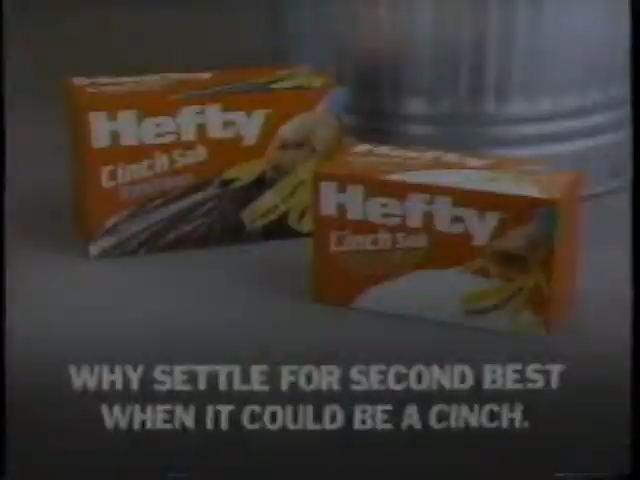 Hefty
Cinch Sak
Hefty
Cinch Sak
WHY SETTLE FOR SECOND BEST
WHEN IT COULD BE A CINCH.